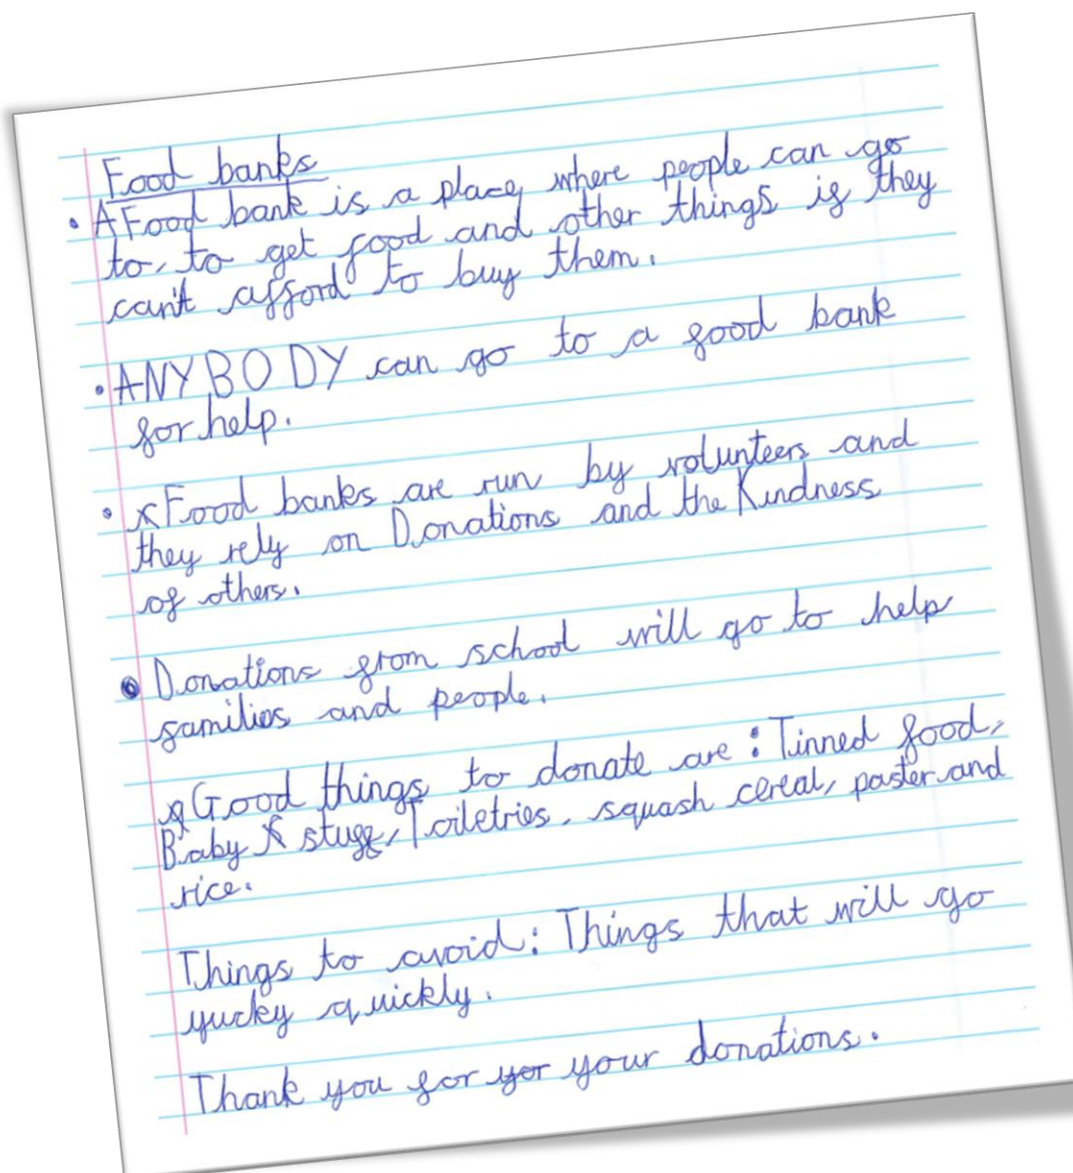 Food banks
• A Food bank is a place, where people can go
to, to get food and other things if they
can't afford to buy them.
• ANYBODY can go to a food bank
for help.
• Food banks are run by volunteers and
they rely on Donations and the Kindness
of others.
• Donations from school will go to help
families and people.
Good things to donate are : Tinned food,
Baby stuff, Toiletries, squash cereal, paster and
rice.
Things to avoid: Things that will go
yucky quickly.
Thank you for yor your donations.